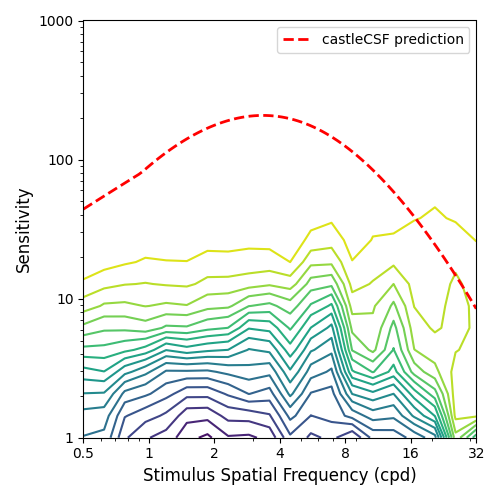 1000
castleCSF prediction
100
Sensitivity
10
1
0.5 1 2 4 8 16 32
Stimulus Spatial Frequency (cpd)